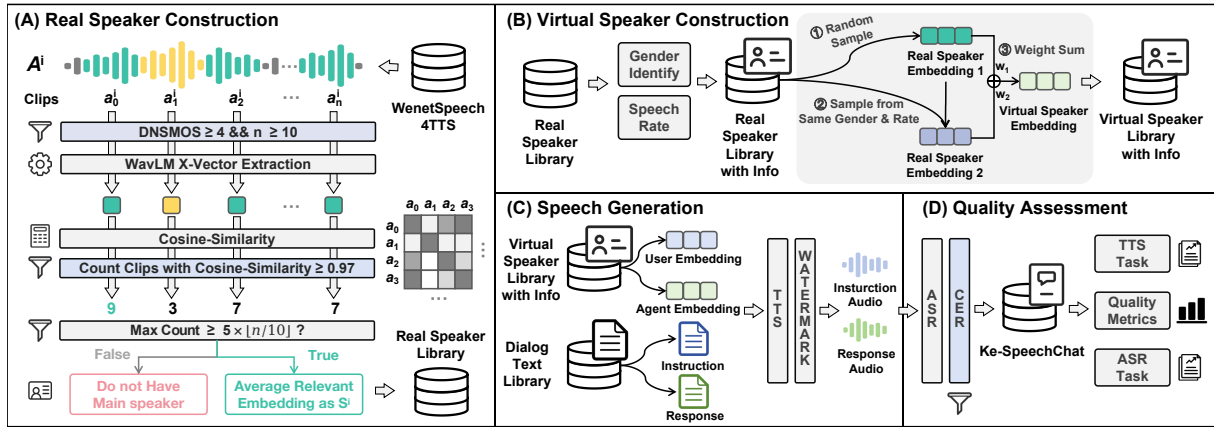 (A) Real Speaker Construction
A^i
Clips
a_0^i a_1^i a_2^i ... a_n^i
WenetSpeech
4TTS
DNSMOS ≥ 4 && n ≥ 10
WavLM X-Vector Extraction
...
a_0 a_1 a_2 a_3
a_0
a_1
a_2
a_3
...
...
Cosine-Similarity
Count Clips with Cosine-Similarity ≥ 0.97
9 3 7 7
Max Count ≥ 5 × ⌊n/10⌋ ?
False
True
Do not Have
Main speaker
Average Relevant
Embedding as S^i
Real Speaker
Library
(B) Virtual Speaker Construction
Real
Speaker
Library
Gender
Identify
Speech
Rate
Real
Speaker
Library
with Info
① Random
Sample
② Sample from
Same Gender & Rate
Real Speaker
Embedding 1
Real Speaker
Embedding 2
③ Weight Sum
w_1
w_2
Virtual Speaker
Embedding
Virtual Speaker
Library
with Info
(C) Speech Generation
Virtual
Speaker
Library
with Info
User Embedding
Agent Embedding
Dialog
Text
Library
Instruction
Response
TTS
WATERMARK
Insturction
Audio
Response
Audio
(D) Quality Assessment
ASR
CER
Ke-SpeechChat
TTS
Task
Quality
Metrics
ASR
Task